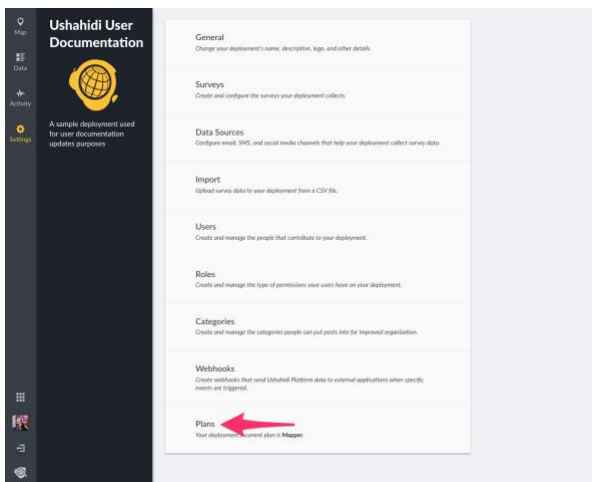 Map
Data
Activity
Settings
Ushahidi User
Documentation
A sample deployment used
for user documentation
updates purposes
General
Change your deployment's name, description, logo, and other details.
Surveys
Create and configure the surveys your deployment collects.
Data Sources
Configure email, SMS, and social media channels that help your deployment collect survey data.
Import
Upload survey data to your deployment from a CSV file.
Users
Create and manage the people that contribute to your deployment.
Roles
Create and manage the type of permissions your users have on your deployment.
Categories
Create and manage the categories people can put posts into for improved organization.
Webhooks
Create webhooks that send Ushahidi Platform data to external applications when specific
events are triggered.
Plans
Your deployment's current plan is Mapper.